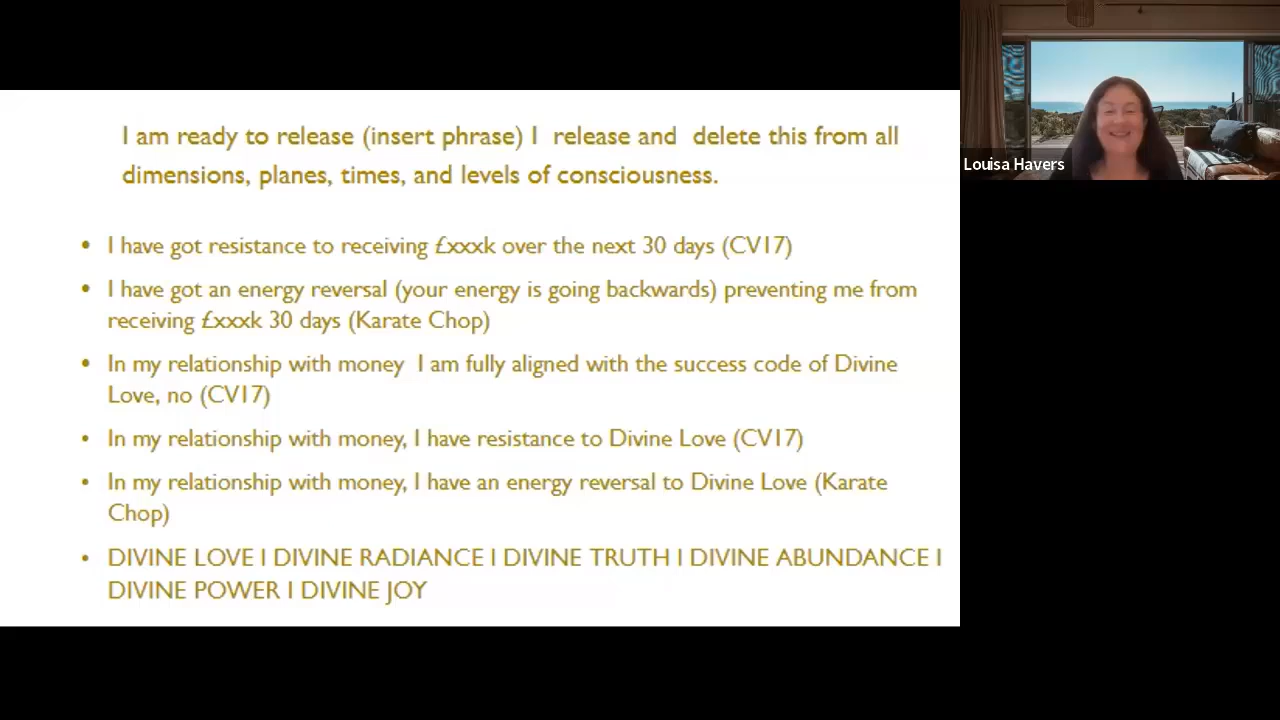 I am ready to release (insert phrase) I release and delete this from all
dimensions, planes, times, and levels of consciousness.
• I have got resistance to receiving £xxxk over the next 30 days (CV17)
• I have got an energy reversal (your energy is going backwards) preventing me from
receiving £xxxk 30 days (Karate Chop)
• In my relationship with money I am fully aligned with the success code of Divine
Love, no (CV17)
• In my relationship with money, I have resistance to Divine Love (CV17)
• In my relationship with money, I have an energy reversal to Divine Love (Karate
Chop)
• DIVINE LOVE I DIVINE RADIANCE I DIVINE TRUTH I DIVINE ABUNDANCE I
DIVINE POWER I DIVINE JOY
Louisa Havers